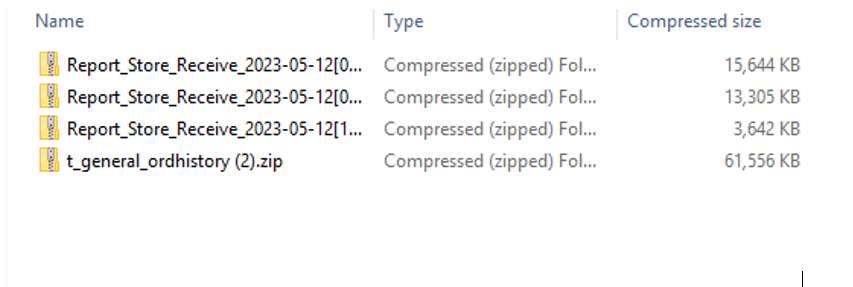 Name Type Compressed size
Report_Store_Receive_2023-05-12[0... Compressed (zipped) Fol... 15,644 KB
Report_Store_Receive_2023-05-12[0... Compressed (zipped) Fol... 13,305 KB
Report_Store_Receive_2023-05-12[1... Compressed (zipped) Fol... 3,642 KB
t_general_ordhistory (2).zip Compressed (zipped) Fol... 61,556 KB